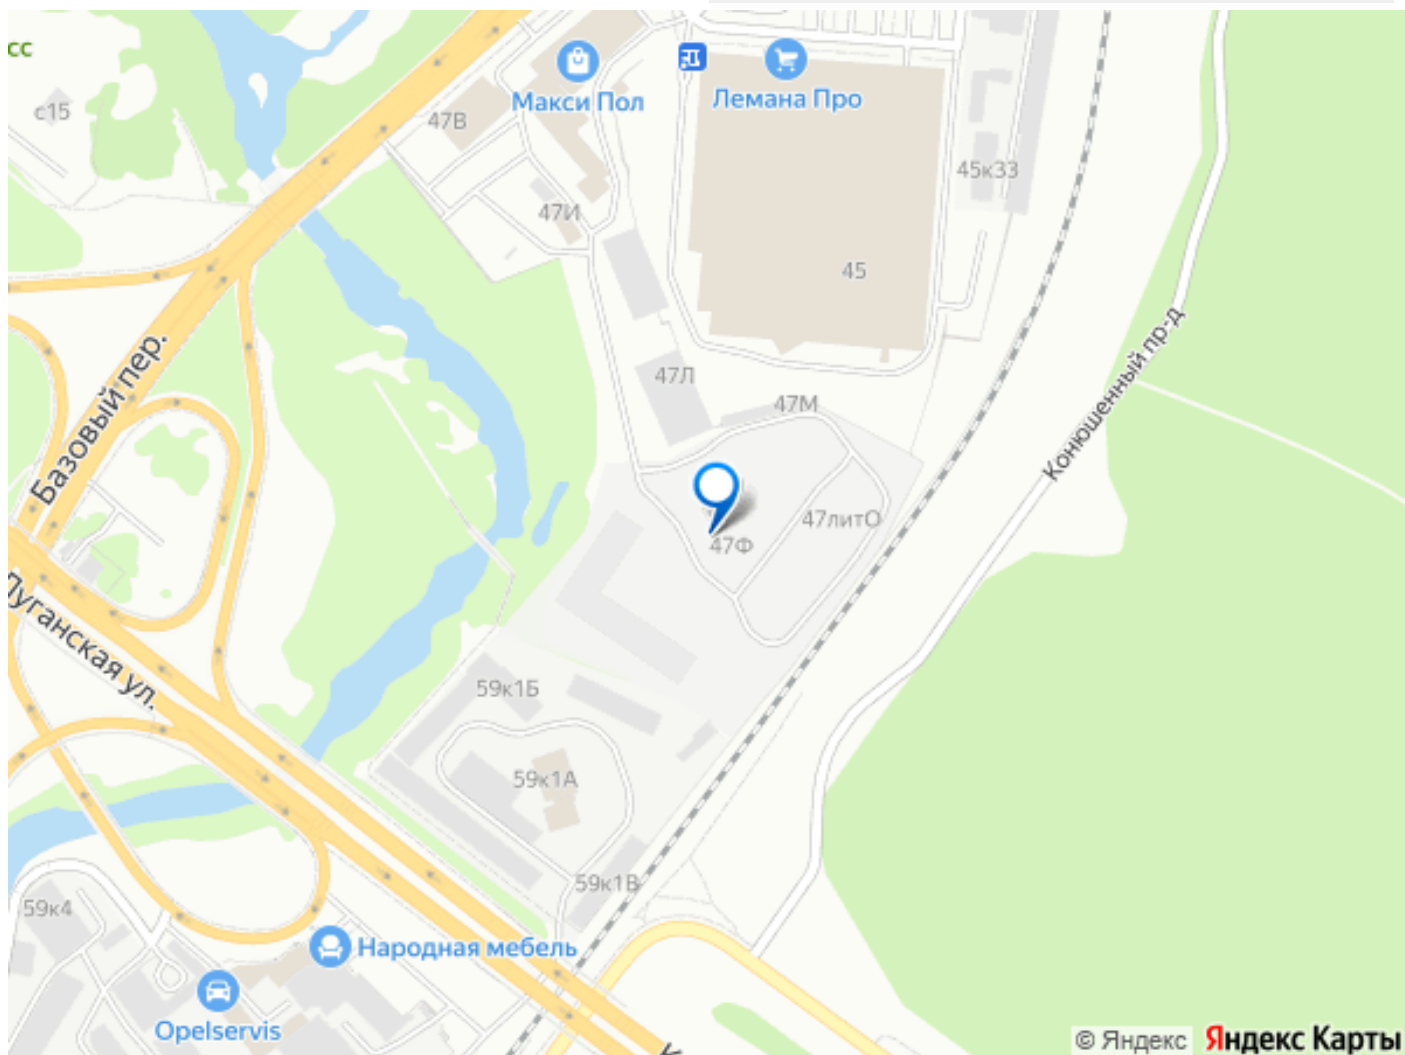 сс
с15
47В
Макси Пол
Лемана Про
45к33
47И
45
Базовый пер.
Конюшенный пр-д
47Л
47М
47литО
47Ф
Луганская ул.
59к1Б
59к1А
59к1В
59к4
Народная мебель
Opelservis
© Яндекс
Яндекс Карты